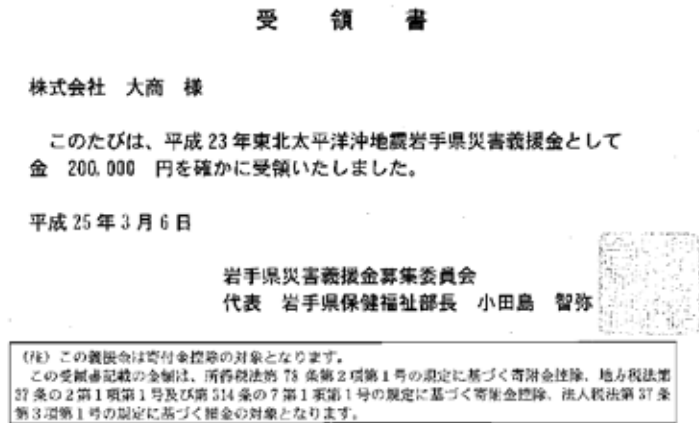 受 領 書
株式会社 大商 様
このたびは、平成23年東北太平洋沖地震岩手県災害義援金として
金 200,000 円を確かに受領いたしました。
平成25年3月6日
岩手県災害義援金募集委員会
代表 岩手県保健福祉部長 小田島 智弥
(注) この義援金は寄付金控除の対象となります。
この受領書記載の金額は、所得税法第78条第2項第1号の規定に基づく寄附金控除、地方税法第
37条の2第1項第1号及び第314条の7第1項第1号の規定に基づく寄附金控除、法人税法第37条
第3項第1号の規定に基づく損金の対象となります。